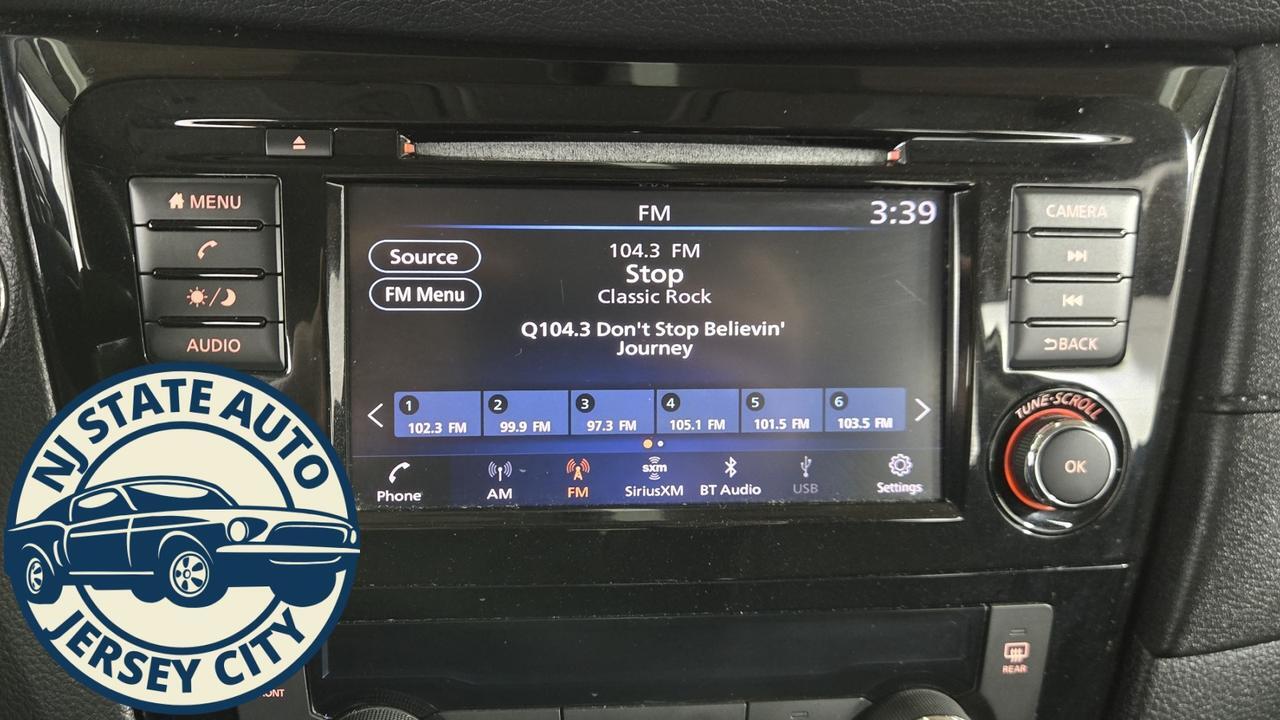 MENU
AUDIO
FM
3:39
Source
FM Menu
104.3 FM
Stop
Classic Rock
Q104.3 Don't Stop Believin'
Journey
1
102.3 FM
2
99.9 FM
3
97.3 FM
4
105.1 FM
5
101.5 FM
6
103.5 FM
Phone
AM
FM
sxm
SiriusXM
BT Audio
USB
Settings
CAMERA
BACK
TUNE·SCROLL
OK
REAR
NJ STATE AUTO
JERSEY CITY